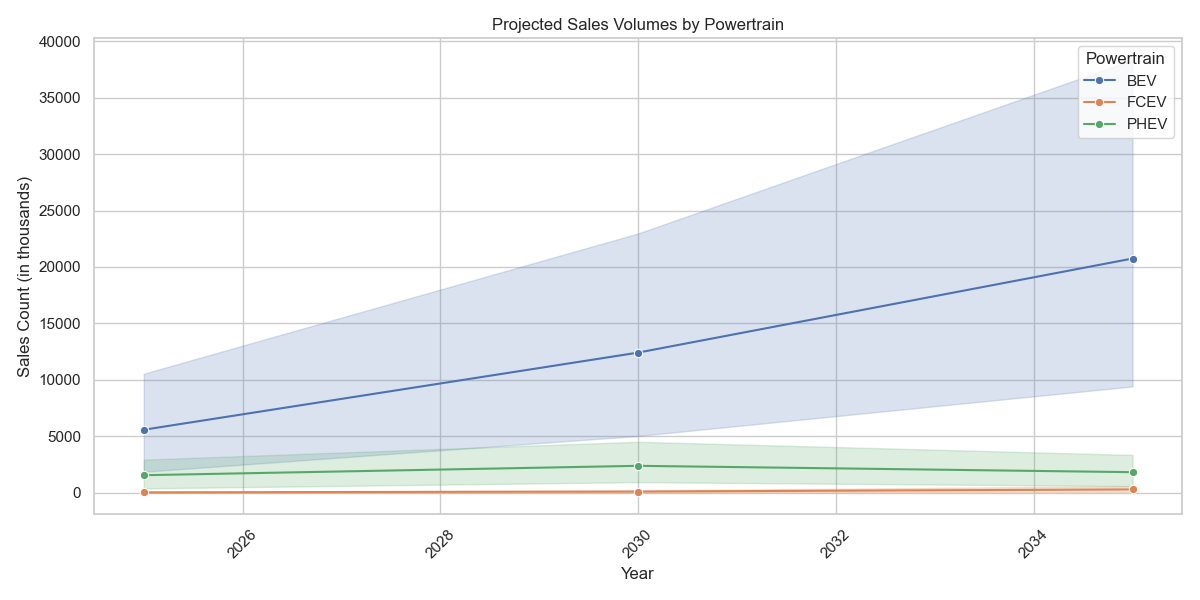 Projected Sales Volumes by Powertrain
40000
35000
30000
25000
20000
15000
10000
5000
0
Sales Count (in thousands)
Powertrain
BEV
FCEV
PHEV
2026
2028
2030
2032
2034
Year